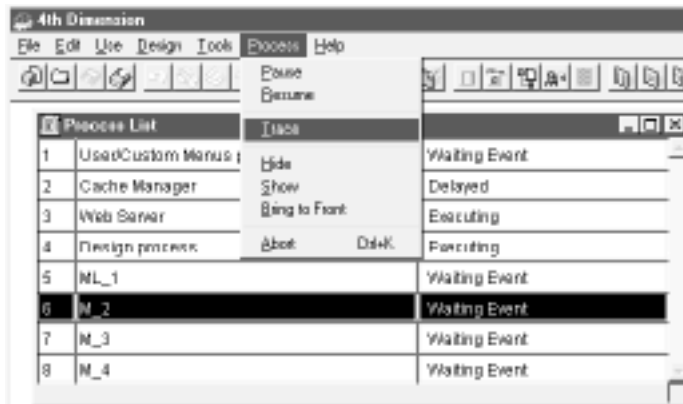 4th Dimension
File Edit Use Design Tools Process Help
Pause
Resume
Trace
Hide
Show
Bring to Front
Abort Ctrl+K
Process List
1 User/Custom Menus p Waiting Event
2 Cache Manager Delayed
3 Web Server Executing
4 Design process Executing
5 ML_1 Waiting Event
6 M_2 Waiting Event
7 M_3 Waiting Event
8 M_4 Waiting Event